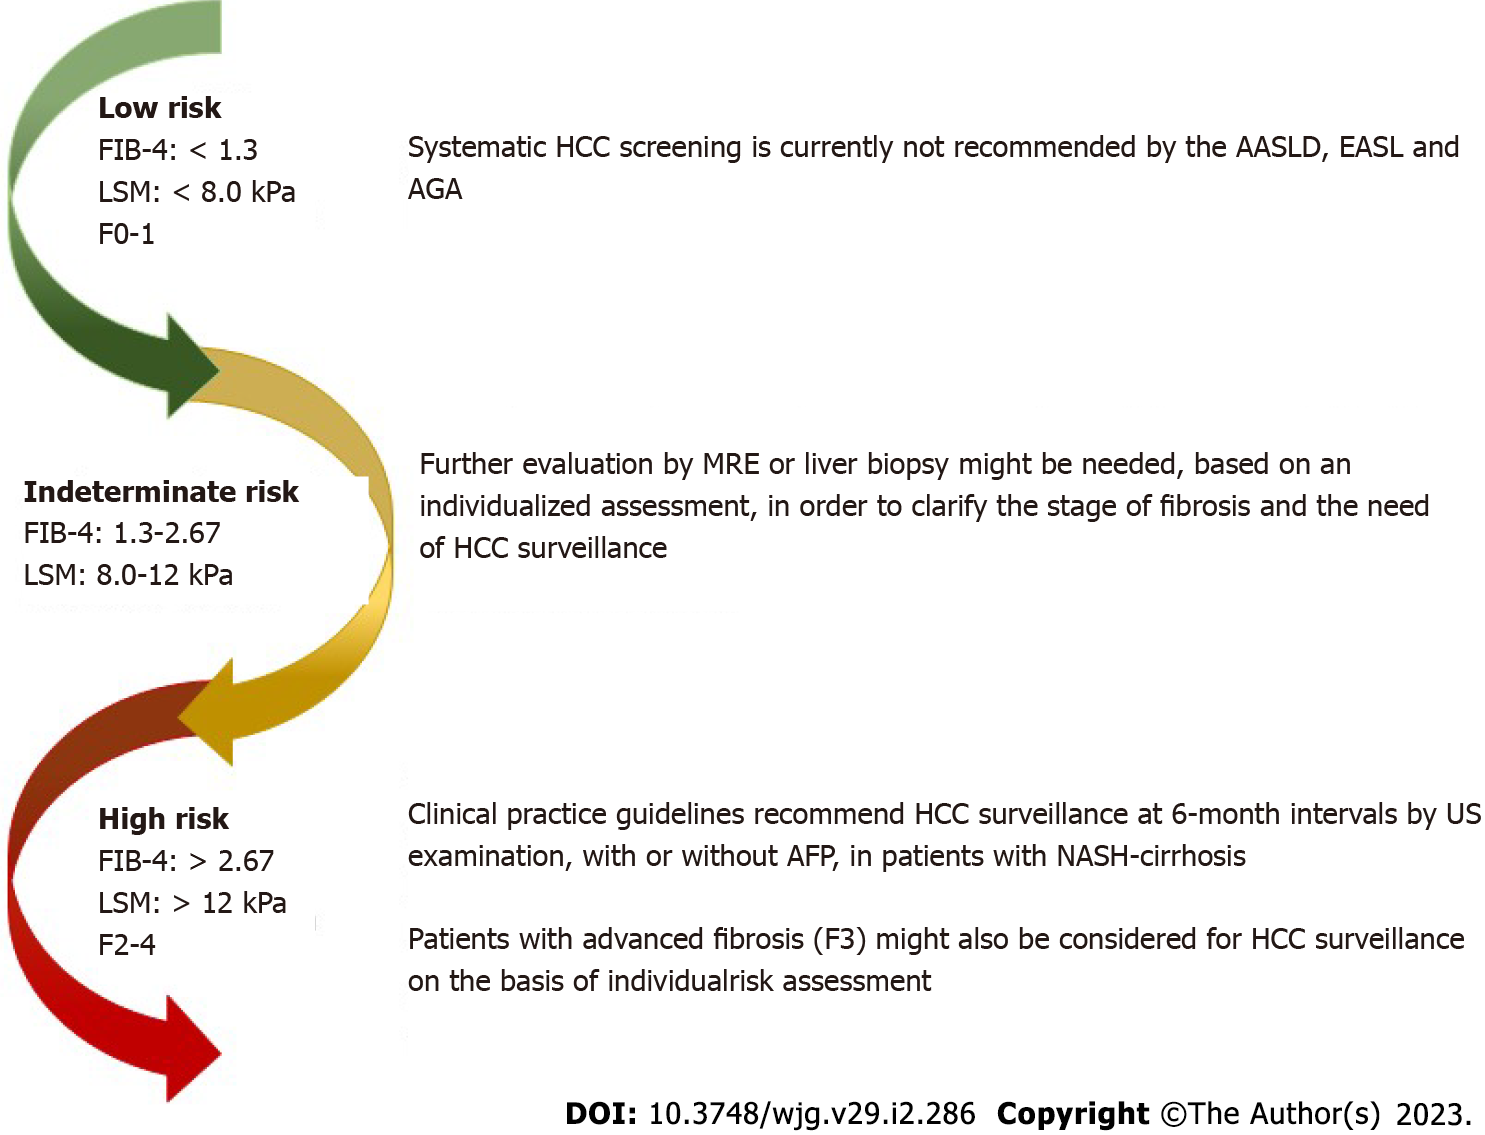 Low risk
FIB-4: < 1.3
LSM: < 8.0 kPa
F0-1
Systematic HCC screening is currently not recommended by the AASLD, EASL and
AGA
Indeterminate risk
FIB-4: 1.3-2.67
LSM: 8.0-12 kPa
Further evaluation by MRE or liver biopsy might be needed, based on an
individualized assessment, in order to clarify the stage of fibrosis and the need
of HCC surveillance
High risk
FIB-4: > 2.67
LSM: > 12 kPa
F2-4
Clinical practice guidelines recommend HCC surveillance at 6-month intervals by US
examination, with or without AFP, in patients with NASH-cirrhosis
Patients with advanced fibrosis (F3) might also be considered for HCC surveillance
on the basis of individualrisk assessment
DOI: 10.3748/wjg.v29.i2.286 Copyright ©The Author(s) 2023.